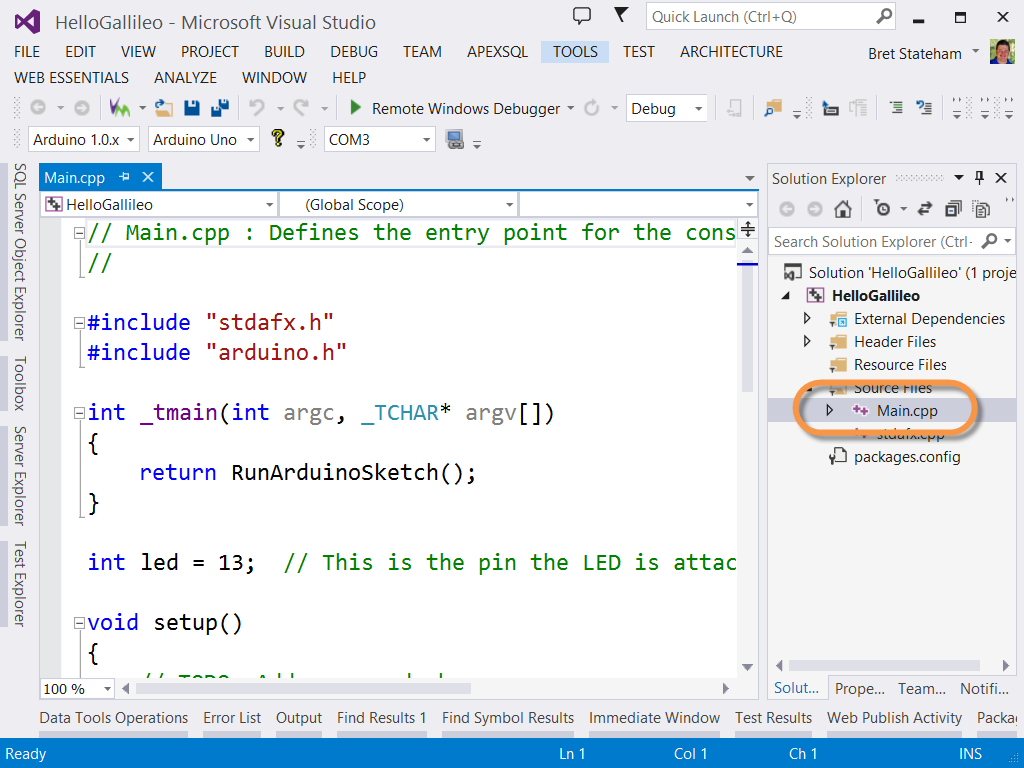 HelloGallileo - Microsoft Visual Studio
Quick Launch (Ctrl+Q)
FILE EDIT VIEW PROJECT BUILD DEBUG TEAM APEXSQL TOOLS TEST ARCHITECTURE
Bret Stateham
WEB ESSENTIALS ANALYZE WINDOW HELP
Remote Windows Debugger Debug
Arduino 1.0.x Arduino Uno COM3
SQL Server Object Explorer
Toolbox
Server Explorer
Test Explorer
Main.cpp
HelloGallileo (Global Scope)
// Main.cpp : Defines the entry point for the cons
//
#include "stdafx.h"
#include "arduino.h"
int _tmain(int argc, _TCHAR* argv[])
{
return RunArduinoSketch();
}
int led = 13; // This is the pin the LED is attac
void setup()
{
100 %
Solution Explorer
Search Solution Explorer (Ctrl-
Solution 'HelloGallileo' (1 proje
HelloGallileo
External Dependencies
Header Files
Resource Files
Source Files
Main.cpp
stdafx.cpp
packages.config
Solut... Prope... Team... Notifi...
Data Tools Operations Error List Output Find Results 1 Find Symbol Results Immediate Window Test Results Web Publish Activity Packa
Ready Ln 1 Col 1 Ch 1 INS